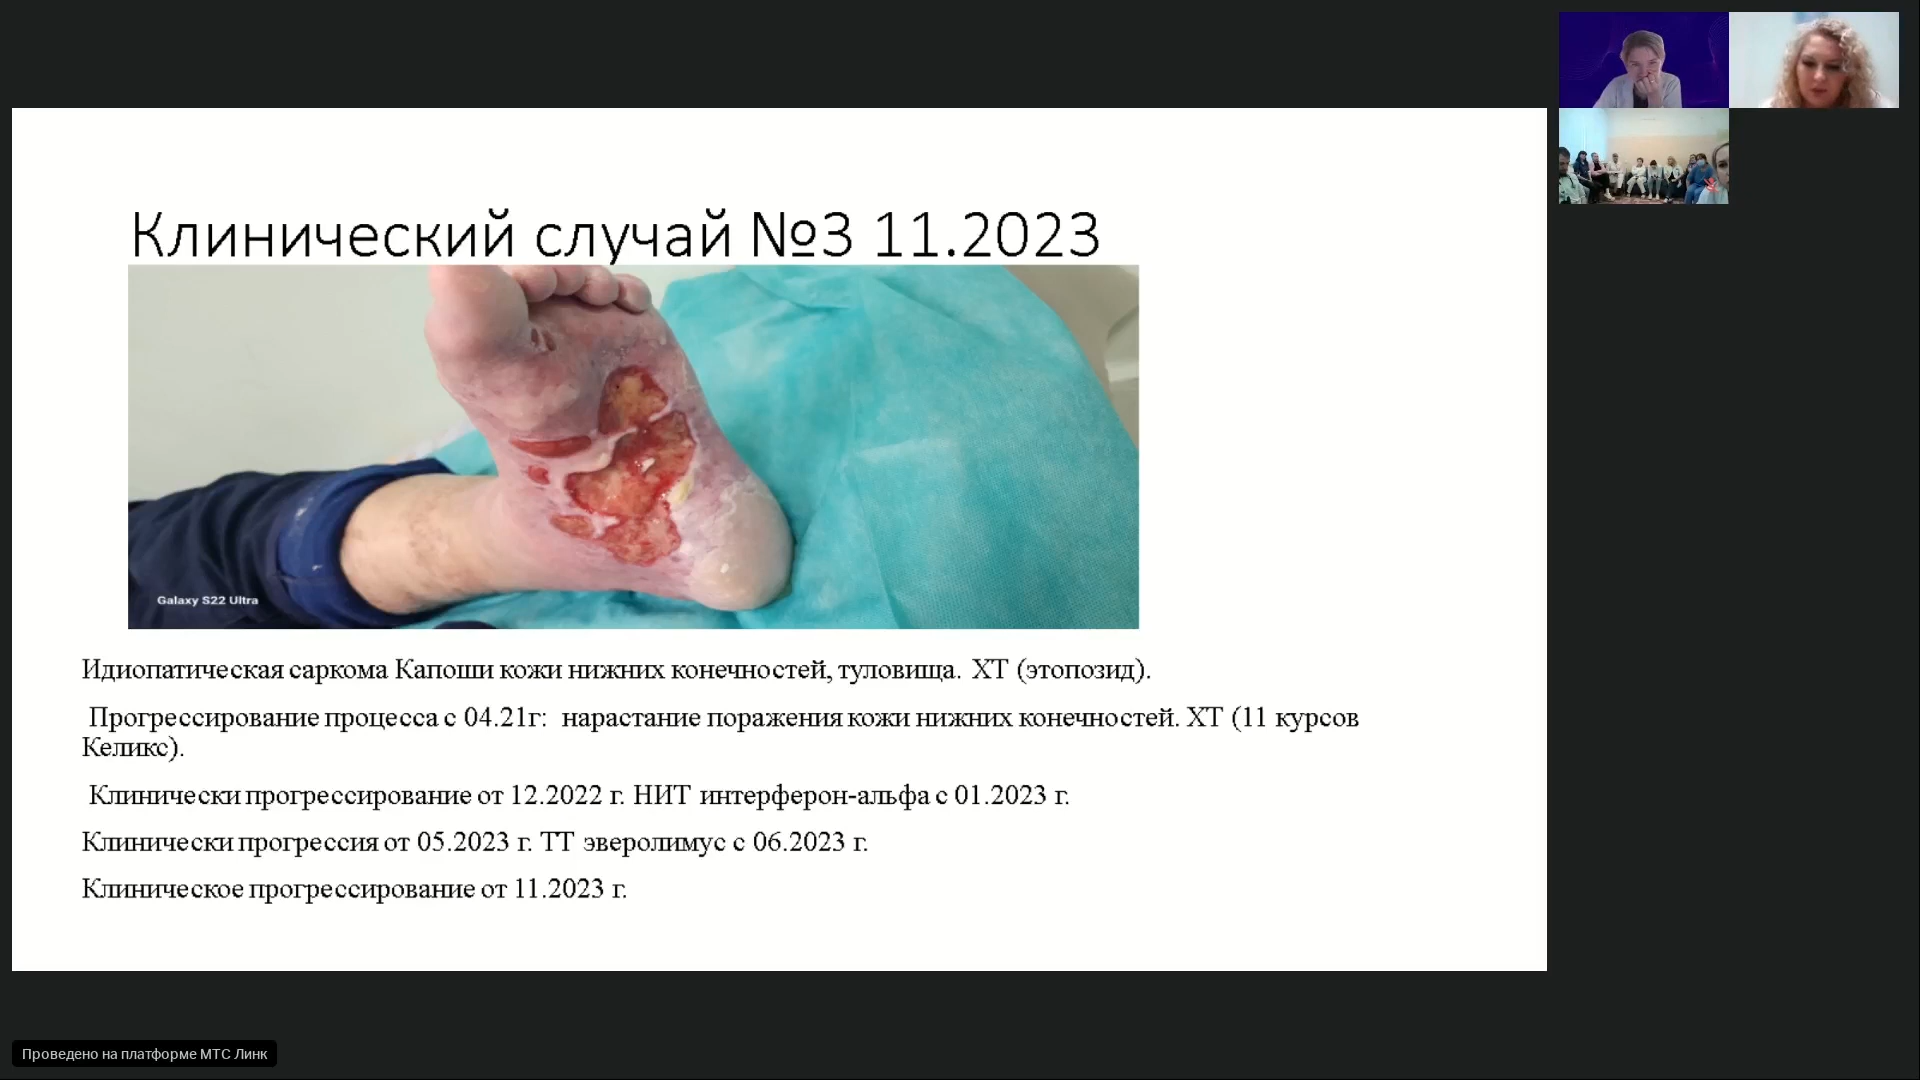 Клинический случай №3 11.2023
Galaxy S22 Ultra
Идиопатическая саркома Капоши кожи нижних конечностей, туловища. ХТ (этопозид).
Прогрессирование процесса с 04.21г: нарастание поражения кожи нижних конечностей. ХТ (11 курсов
Келикс).
Клинически прогрессирование от 12.2022 г. НИТ интерферон-альфа с 01.2023 г.
Клинически прогрессия от 05.2023 г. ТТ эверолимус с 06.2023 г.
Клиническое прогрессирование от 11.2023 г.
Проведено на платформе МТС Линк